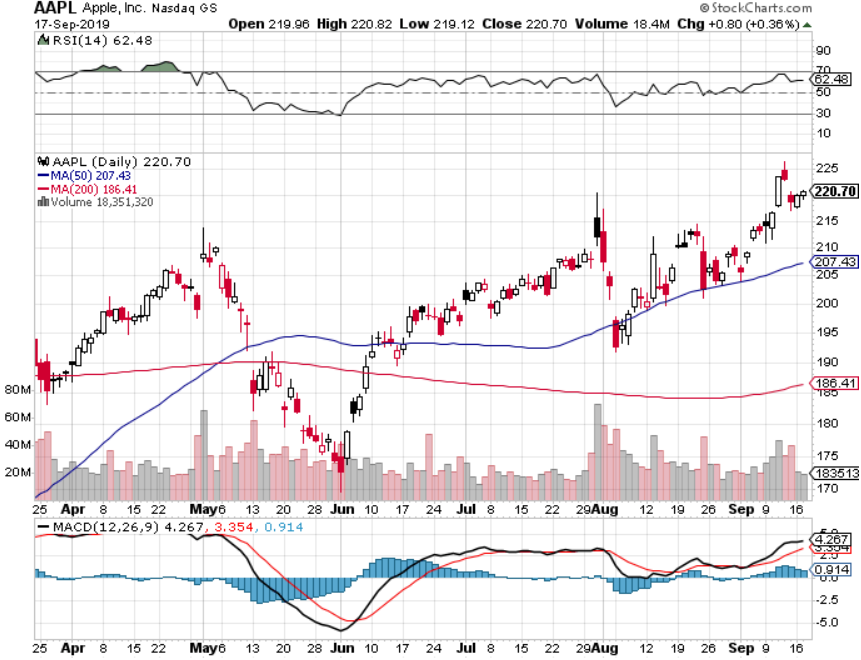 AAPL Apple, Inc. Nasdaq GS © StockCharts.com
17-Sep-2019 Open 219.96 High 220.82 Low 219.12 Close 220.70 Volume 18.4M Chg +0.80 (+0.36%)
RSI(14) 62.48
90
70
62.48
50
30
10
AAPL (Daily) 220.70
MA(50) 207.43
MA(200) 186.41
Volume 18,351,320
225
220.70
215
210
207.43
205
200
195
190
186.41
185
80M 180
60M
40M 175
20M 183513
170
25 Apr 8 15 22 May 6 13 20 28 Jun 10 17 24 Jul 8 15 22 29 Aug 12 19 26 Sep 9 16
MACD(12,26,9) 4.267, 3.354, 0.914
5.0
4.267
3.354
2.5
0.914
0.0
-2.5
-5.0
25 Apr 8 15 22 May 6 13 20 28 Jun 10 17 24 Jul 8 15 22 29 Aug 12 19 26 Sep 9 16